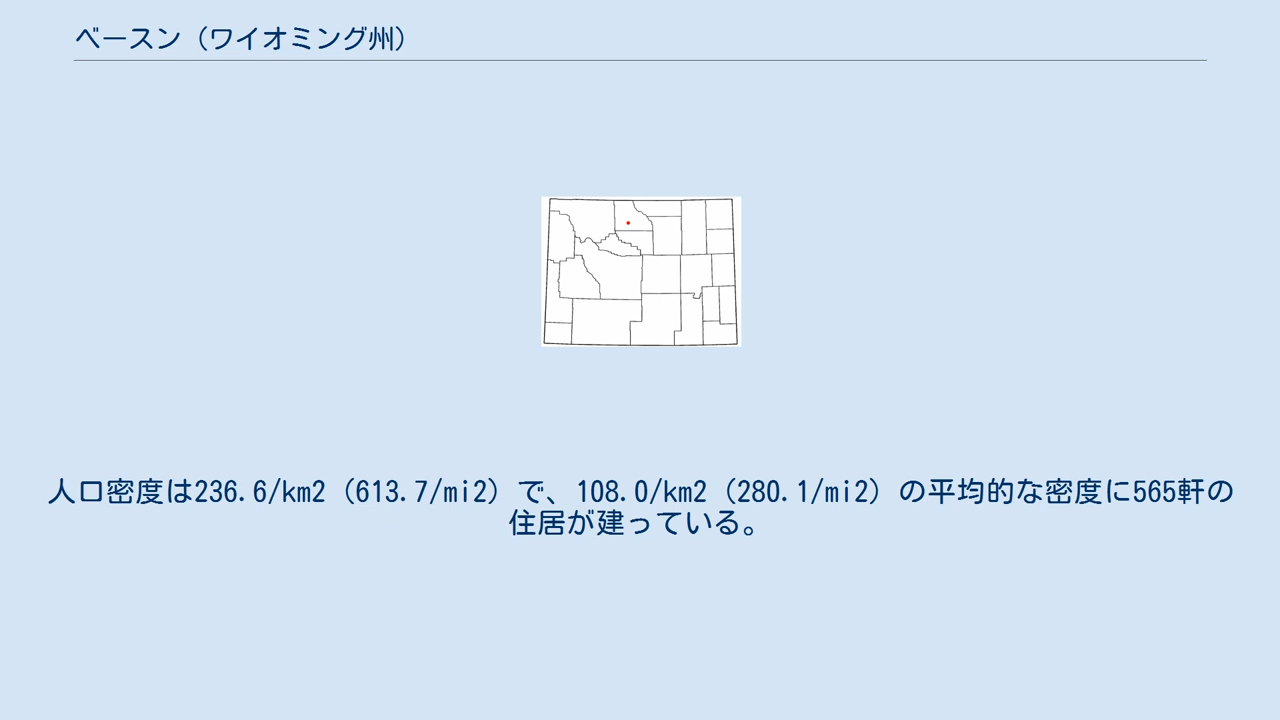 ベースン（ワイオミング州）
人口密度は236.6/km2（613.7/mi2）で、108.0/km2（280.1/mi2）の平均的な密度に565軒の
住居が建っている。